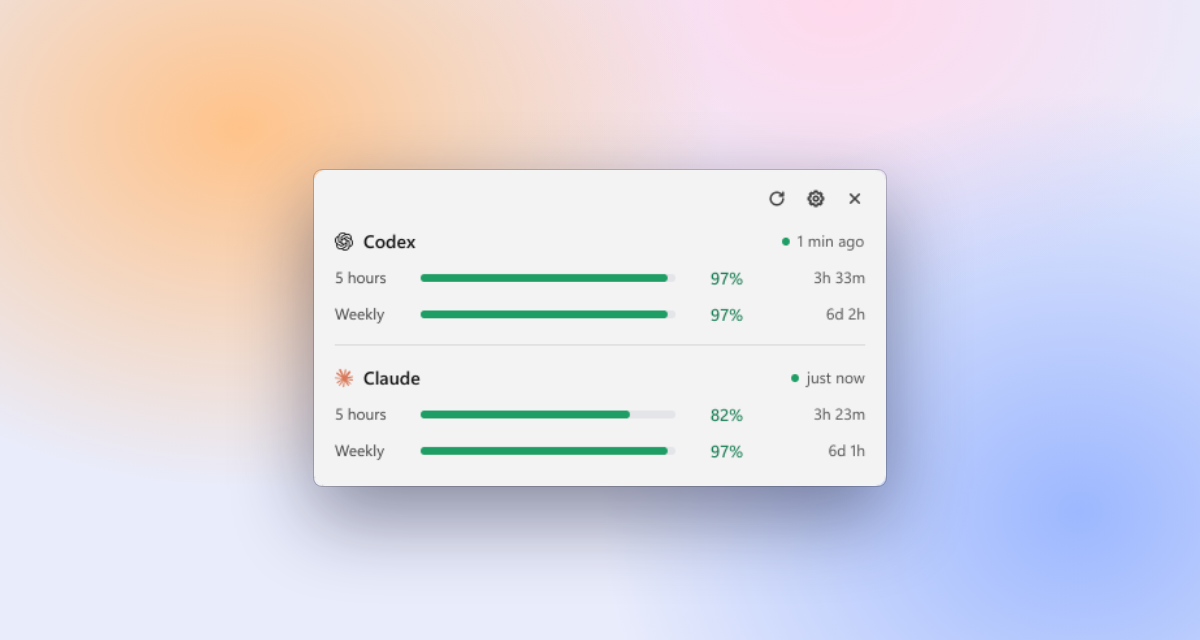 Codex 1 min ago
5 hours 97% 3h 33m
Weekly 97% 6d 2h
Claude just now
5 hours 82% 3h 23m
Weekly 97% 6d 1h